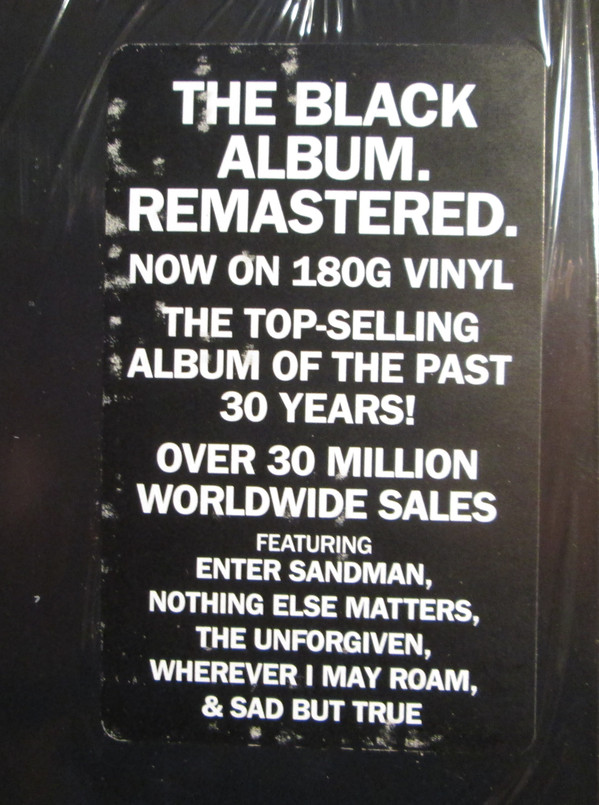 THE BLACK
ALBUM.
REMASTERED.
NOW ON 180G VINYL
THE TOP-SELLING
ALBUM OF THE PAST
30 YEARS!
OVER 30 MILLION
WORLDWIDE SALES
FEATURING
ENTER SANDMAN,
NOTHING ELSE MATTERS,
THE UNFORGIVEN,
WHEREVER I MAY ROAM,
& SAD BUT TRUE